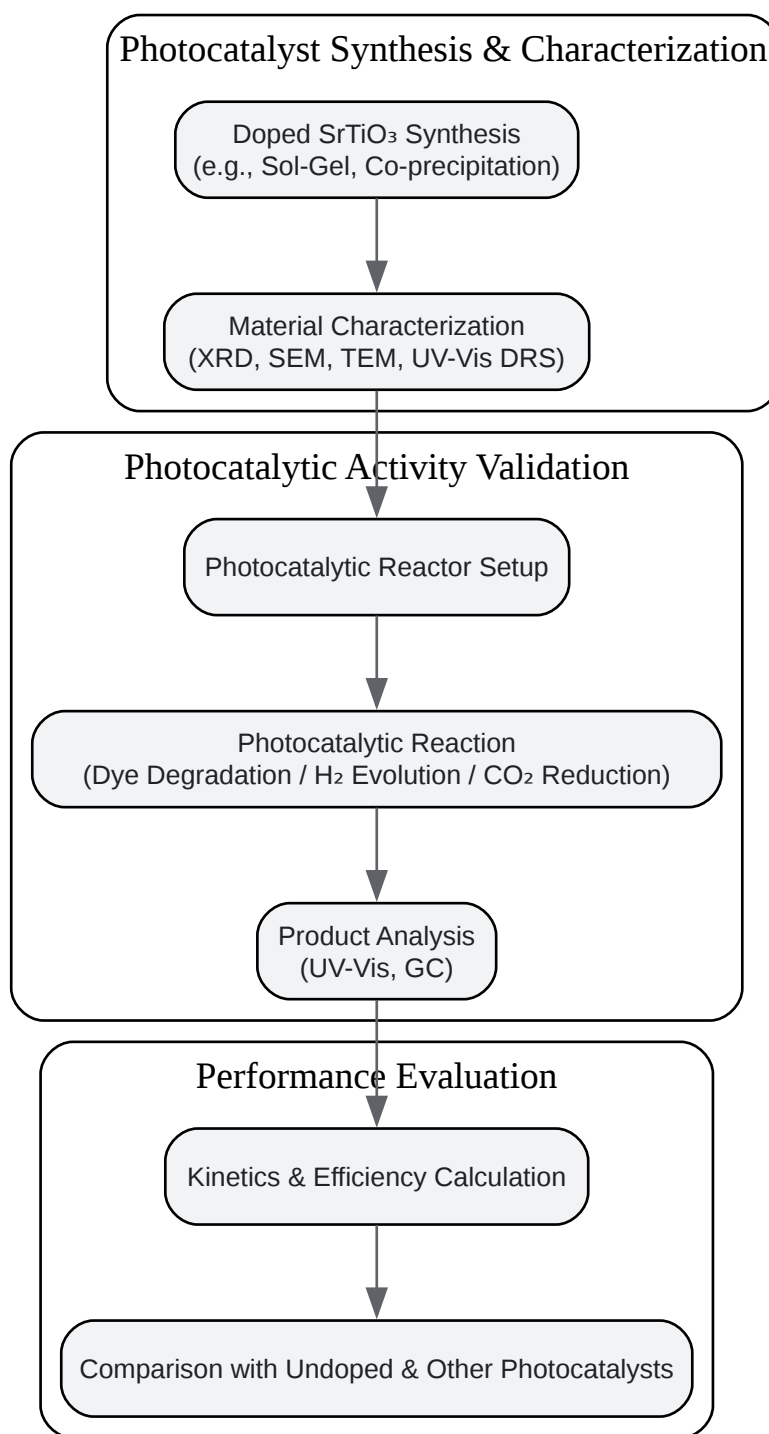 Photocatalyst Synthesis & Characterization
Doped SrTiO₃ Synthesis
(e.g., Sol-Gel, Co-precipitation)
Material Characterization
(XRD, SEM, TEM, UV-Vis DRS)
Photocatalytic Activity Validation
Photocatalytic Reactor Setup
Photocatalytic Reaction
(Dye Degradation / H₂ Evolution / CO₂ Reduction)
Product Analysis
(UV-Vis, GC)
Performance Evaluation
Kinetics & Efficiency Calculation
Comparison with Undoped & Other Photocatalysts